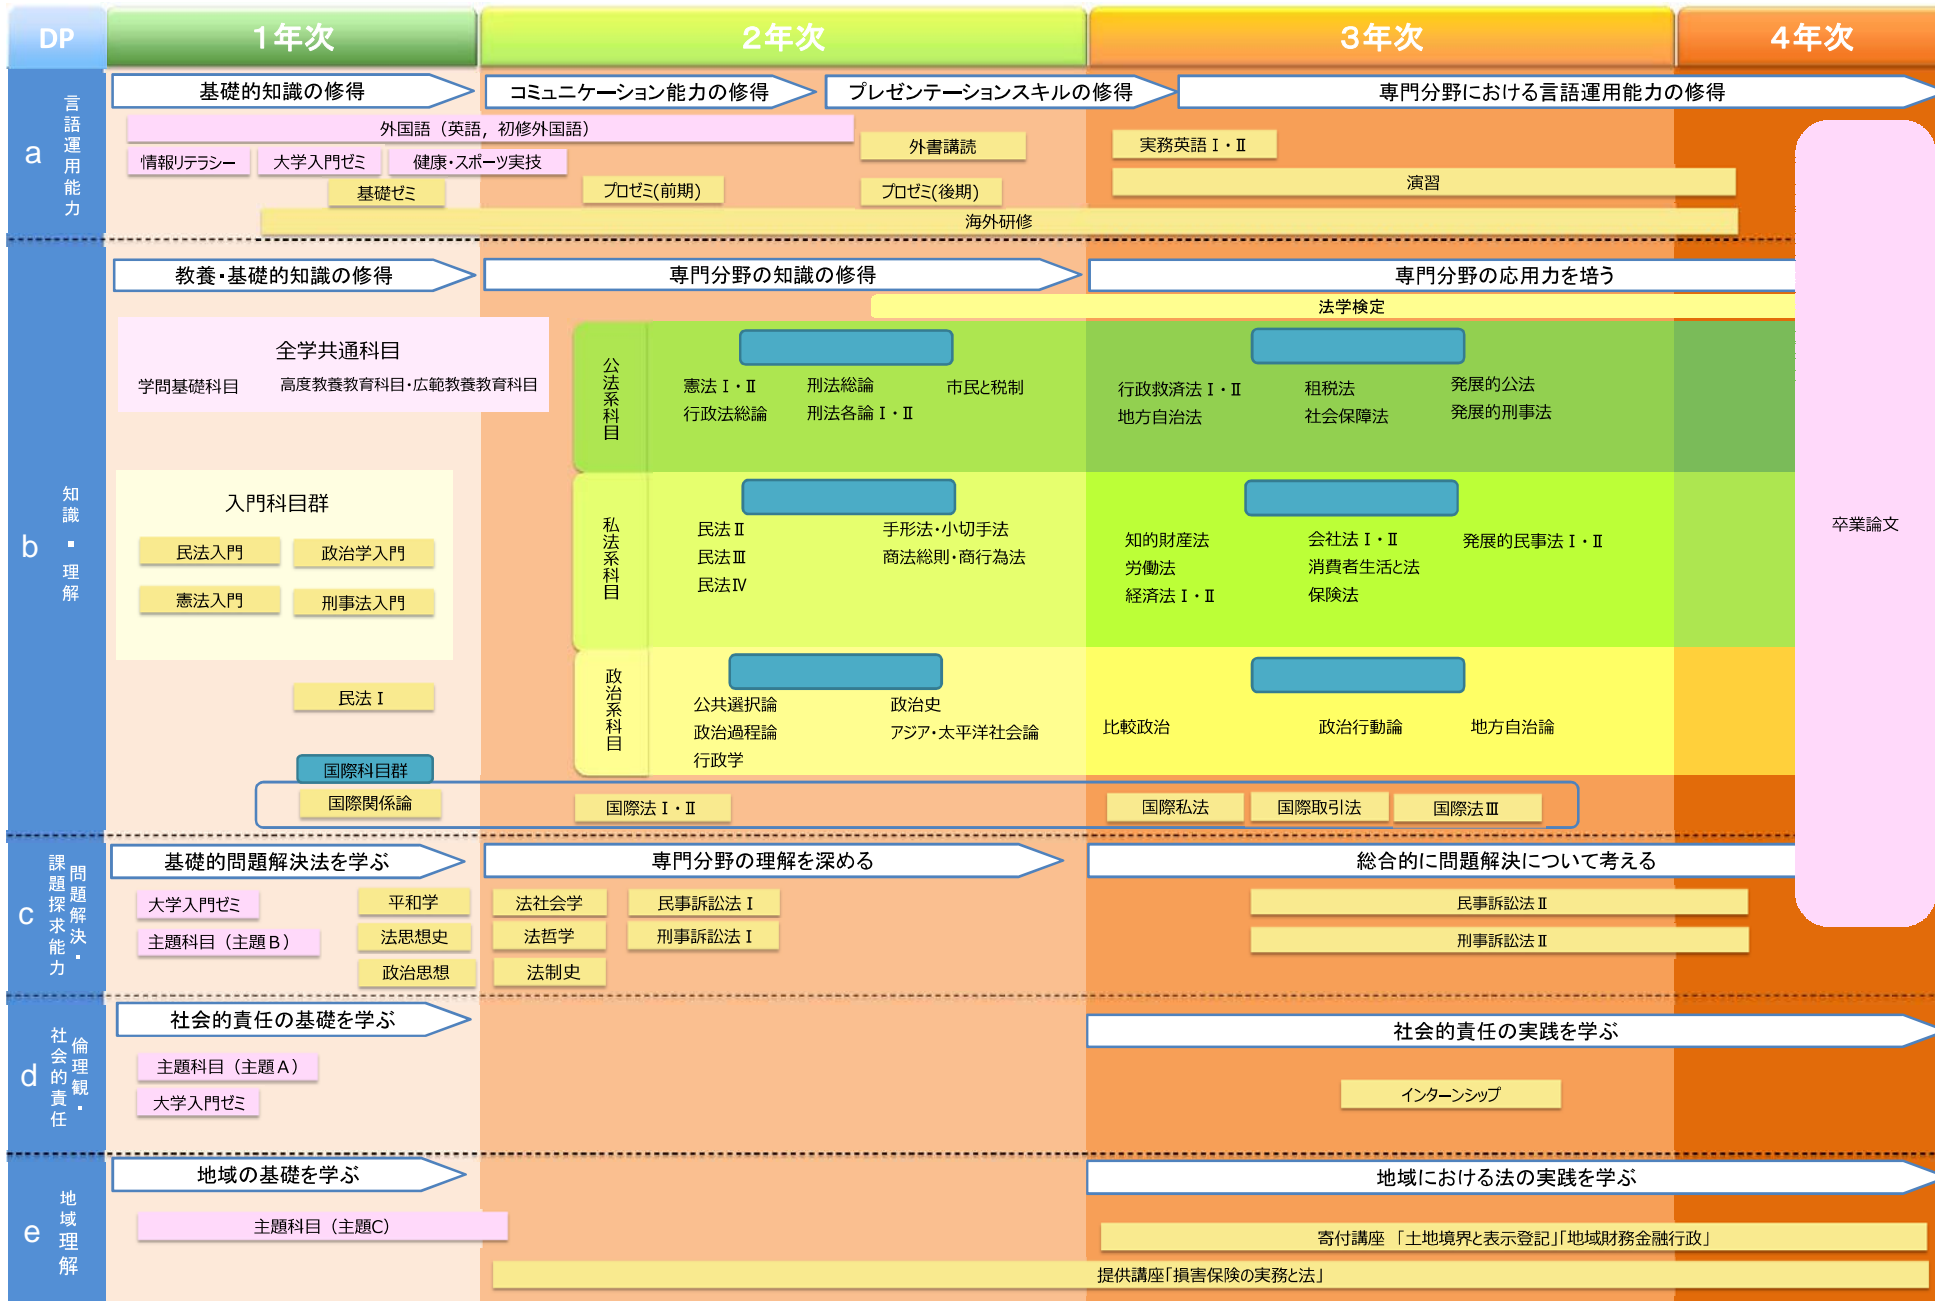 DP
1年次
2年次
3年次
4年次
a
言語運用能力
基礎的知識の修得
コミュニケーション能力の修得
プレゼンテーションスキルの修得
専門分野における言語運用能力の修得
外国語（英語，初修外国語）
外書講読
実務英語Ⅰ・Ⅱ
情報リテラシー
大学入門ゼミ
健康・スポーツ実技
基礎ゼミ
プロゼミ(前期)
プロゼミ(後期)
演習
海外研修
卒業論文
b
知識・理解
教養・基礎的知識の修得
専門分野の知識の修得
専門分野の応用力を培う
法学検定
全学共通科目
学問基礎科目
高度教養教育科目・広範教養教育科目
入門科目群
民法入門
政治学入門
憲法入門
刑事法入門
民法Ⅰ
公法系科目
憲法Ⅰ・Ⅱ
刑法総論
市民と税制
行政法総論
刑法各論Ⅰ・Ⅱ
行政救済法Ⅰ・Ⅱ
租税法
発展的公法
地方自治法
社会保障法
発展的刑事法
私法系科目
民法Ⅱ
手形法・小切手法
民法Ⅲ
商法総則・商行為法
民法Ⅳ
知的財産法
会社法Ⅰ・Ⅱ
発展的民事法Ⅰ・Ⅱ
労働法
消費者生活と法
経済法Ⅰ・Ⅱ
保険法
政治系科目
公共選択論
政治史
政治過程論
アジア・太平洋社会論
行政学
比較政治
政治行動論
地方自治論
国際科目群
国際関係論
国際法Ⅰ・Ⅱ
国際私法
国際取引法
国際法Ⅲ
c
問題解決・
課題探求能力
基礎的問題解決法を学ぶ
専門分野の理解を深める
総合的に問題解決について考える
大学入門ゼミ
平和学
法社会学
民事訴訟法Ⅰ
民事訴訟法Ⅱ
主題科目（主題B）
法思想史
法哲学
刑事訴訟法Ⅰ
刑事訴訟法Ⅱ
政治思想
法制史
d
倫理観・
社会的責任
社会的責任の基礎を学ぶ
社会的責任の実践を学ぶ
主題科目（主題A）
大学入門ゼミ
インターンシップ
e
地域理解
地域の基礎を学ぶ
地域における法の実践を学ぶ
主題科目（主題C）
寄付講座 「土地境界と表示登記」「地域財務金融行政」
提供講座「損害保険の実務と法」